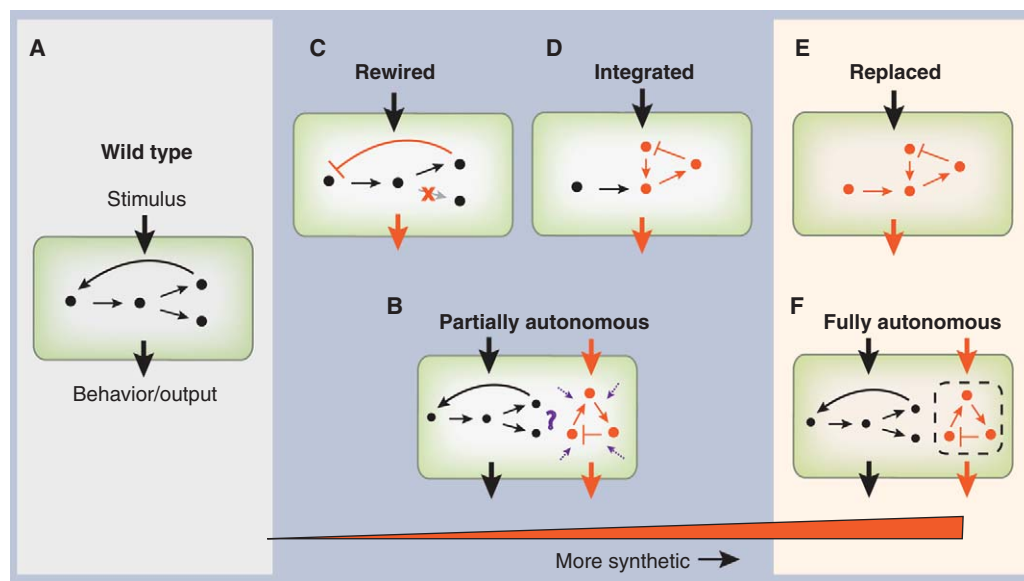 A
Wild type
Stimulus
Behavior/output
C
Rewired
D
Integrated
E
Replaced
x
B
Partially autonomous
?
F
Fully autonomous
More synthetic